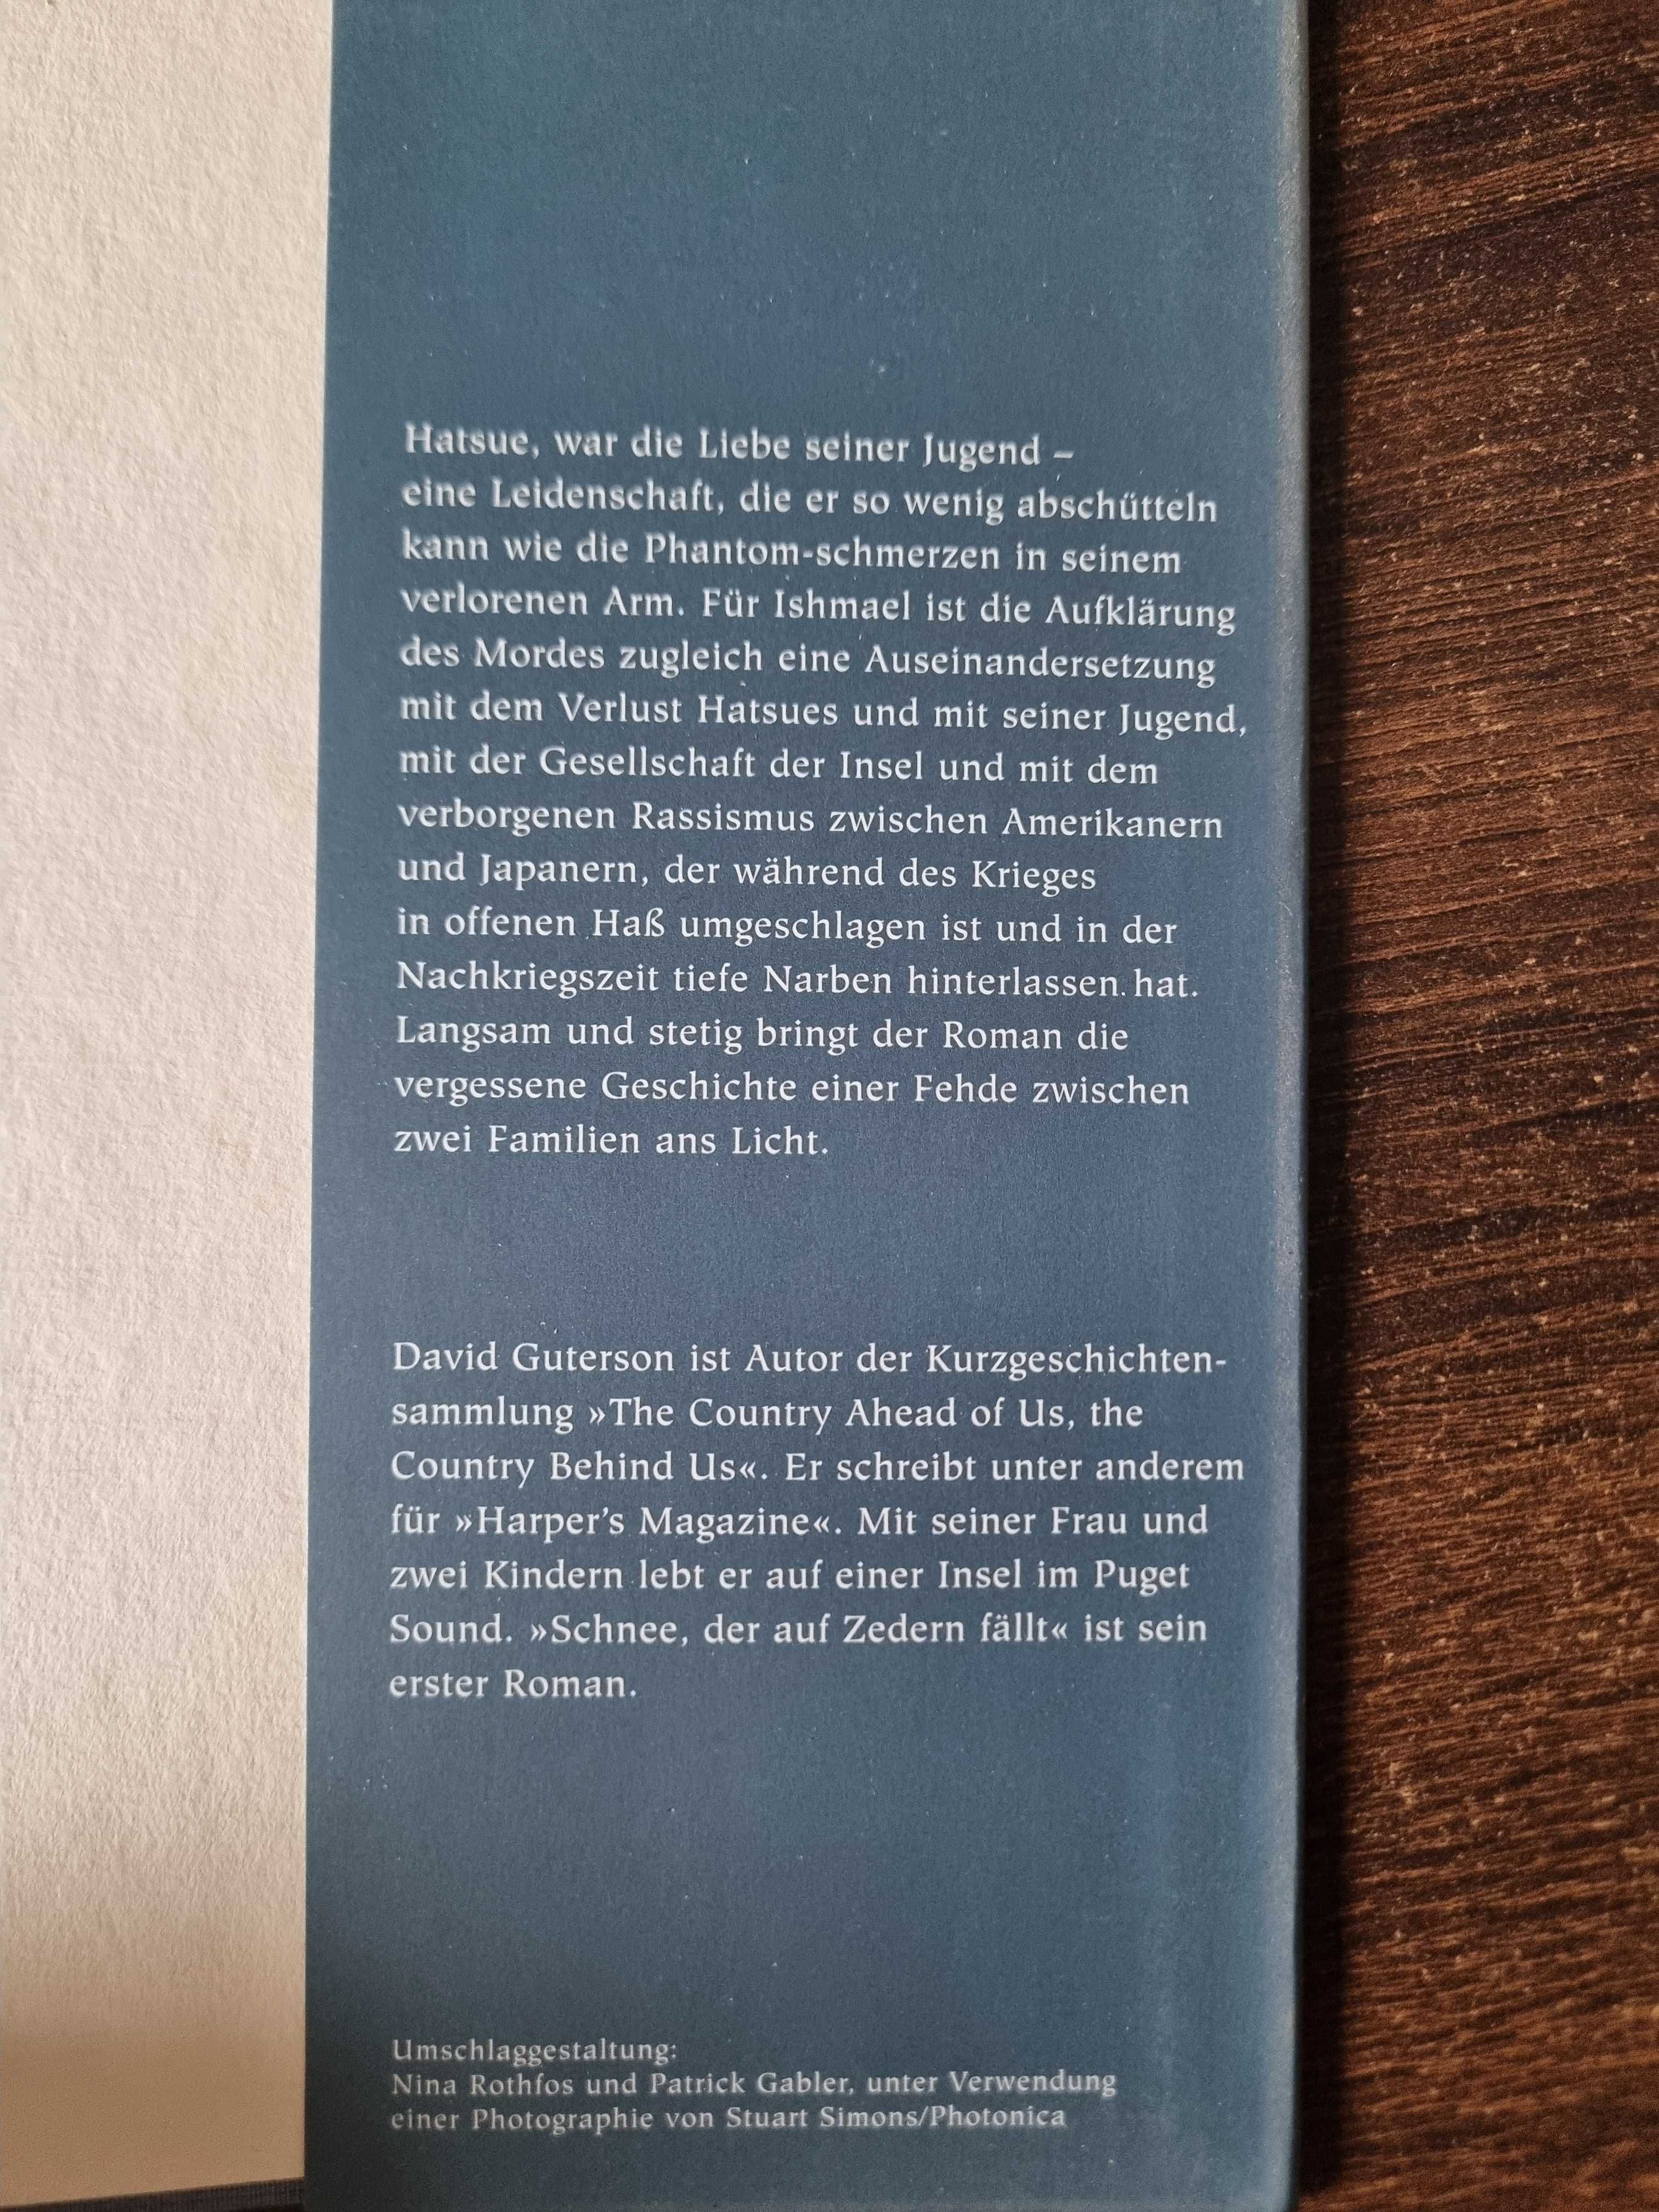 Hatsue, war die Liebe seiner Jugend –
eine Leidenschaft, die er so wenig abschütteln
kann wie die Phantom-schmerzen in seinem
verlorenen Arm. Für Ishmael ist die Aufklärung
des Mordes zugleich eine Auseinandersetzung
mit dem Verlust Hatsues und mit seiner Jugend,
mit der Gesellschaft der Insel und mit dem
verborgenen Rassismus zwischen Amerikanern
und Japanern, der während des Krieges
in offenen Haß umgeschlagen ist und in der
Nachkriegszeit tiefe Narben hinterlassen hat.
Langsam und stetig bringt der Roman die
vergessene Geschichte einer Fehde zwischen
zwei Familien ans Licht.
David Guterson ist Autor der Kurzgeschichten-
sammlung »The Country Ahead of Us, the
Country Behind Us«. Er schreibt unter anderem
für »Harper’s Magazine«. Mit seiner Frau und
zwei Kindern lebt er auf einer Insel im Puget
Sound. »Schnee, der auf Zedern fällt« ist sein
erster Roman.
Umschlaggestaltung:
Nina Rothfos und Patrick Gabler, unter Verwendung
einer Photographie von Stuart Simons/Photonica